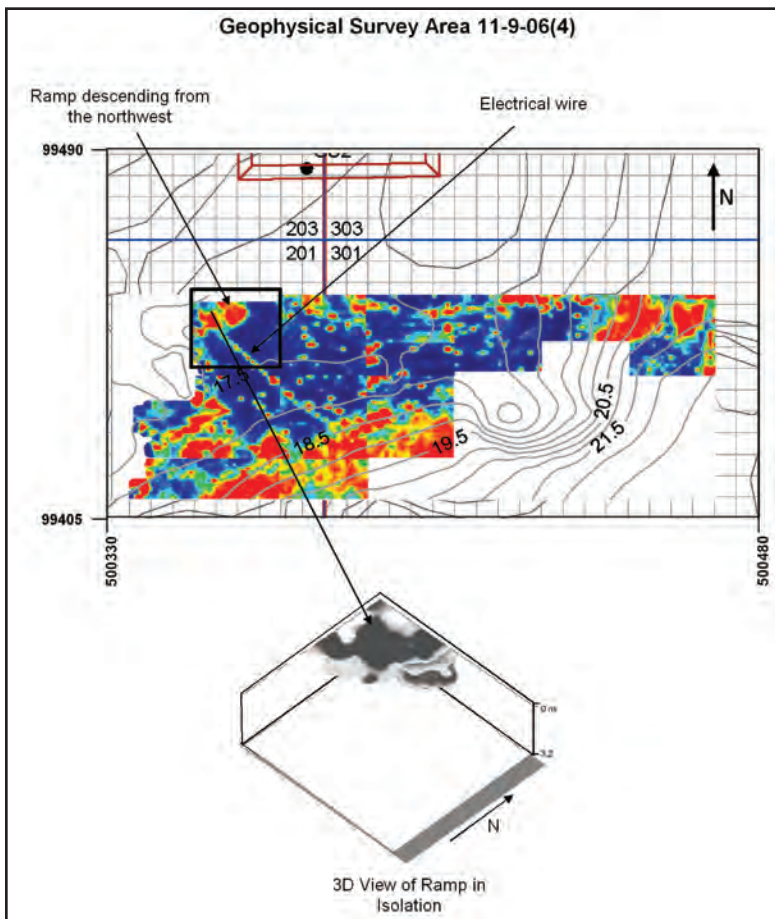 Geophysical Survey Area 11-9-06(4)
Ramp descending from
the northwest
Electrical wire
99490
N
203 303
201 301
17.5
18.5
19.5
20.5
21.5
99405
500330
500480
3.2
N
3D View of Ramp in
Isolation